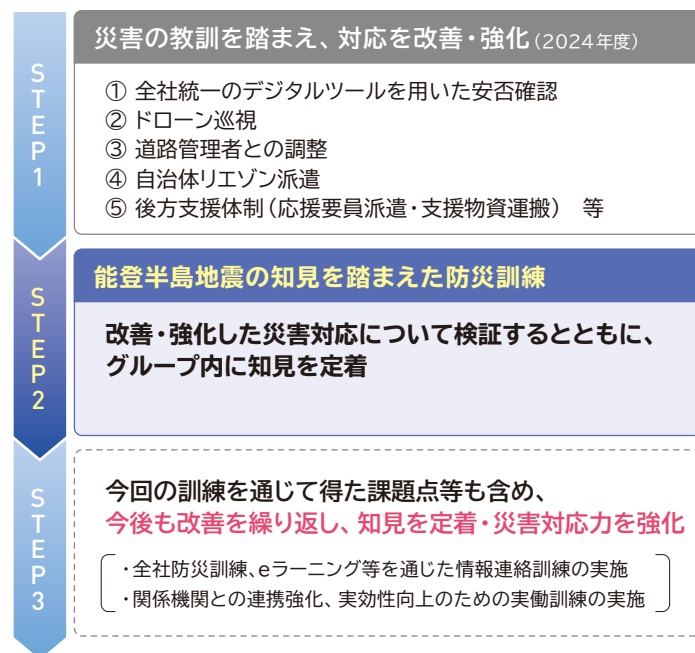 STEP1
災害の教訓を踏まえ、対応を改善・強化（2024年度）
① 全社統一のデジタルツールを用いた安否確認
② ドローン巡視
③ 道路管理者との調整
④ 自治体リエゾン派遣
⑤ 後方支援体制（応援要員派遣・支援物資運搬） 等
STEP2
能登半島地震の知見を踏まえた防災訓練
改善・強化した災害対応について検証するとともに、
グループ内に知見を定着
STEP3
今回の訓練を通じて得た課題点等も含め、
今後も改善を繰り返し、知見を定着・災害対応力を強化
・全社防災訓練、eラーニング等を通じた情報連絡訓練の実施
・関係機関との連携強化、実効性向上のための実働訓練の実施